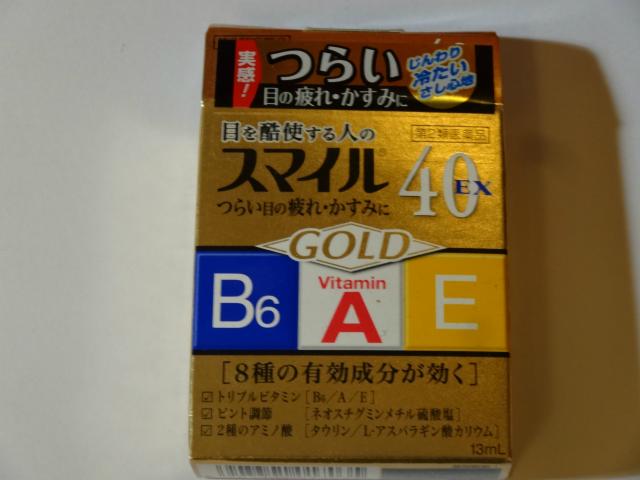 実感！
つらい
目の疲れ・かすみに
じんわり
冷たい
さし心地
目を酷使する人の
第2類医薬品
スマイル®
40EX
つらい目の疲れ・かすみに
GOLD
B6
Vitamin
A
E
[8種の有効成分が効く]
☑トリプルビタミン [B6／A／E]
☑ピント調節 [ネオスチグミンメチル硫酸塩]
☑2種のアミノ酸 [タウリン／L-アスパラギン酸カリウム]
13mL